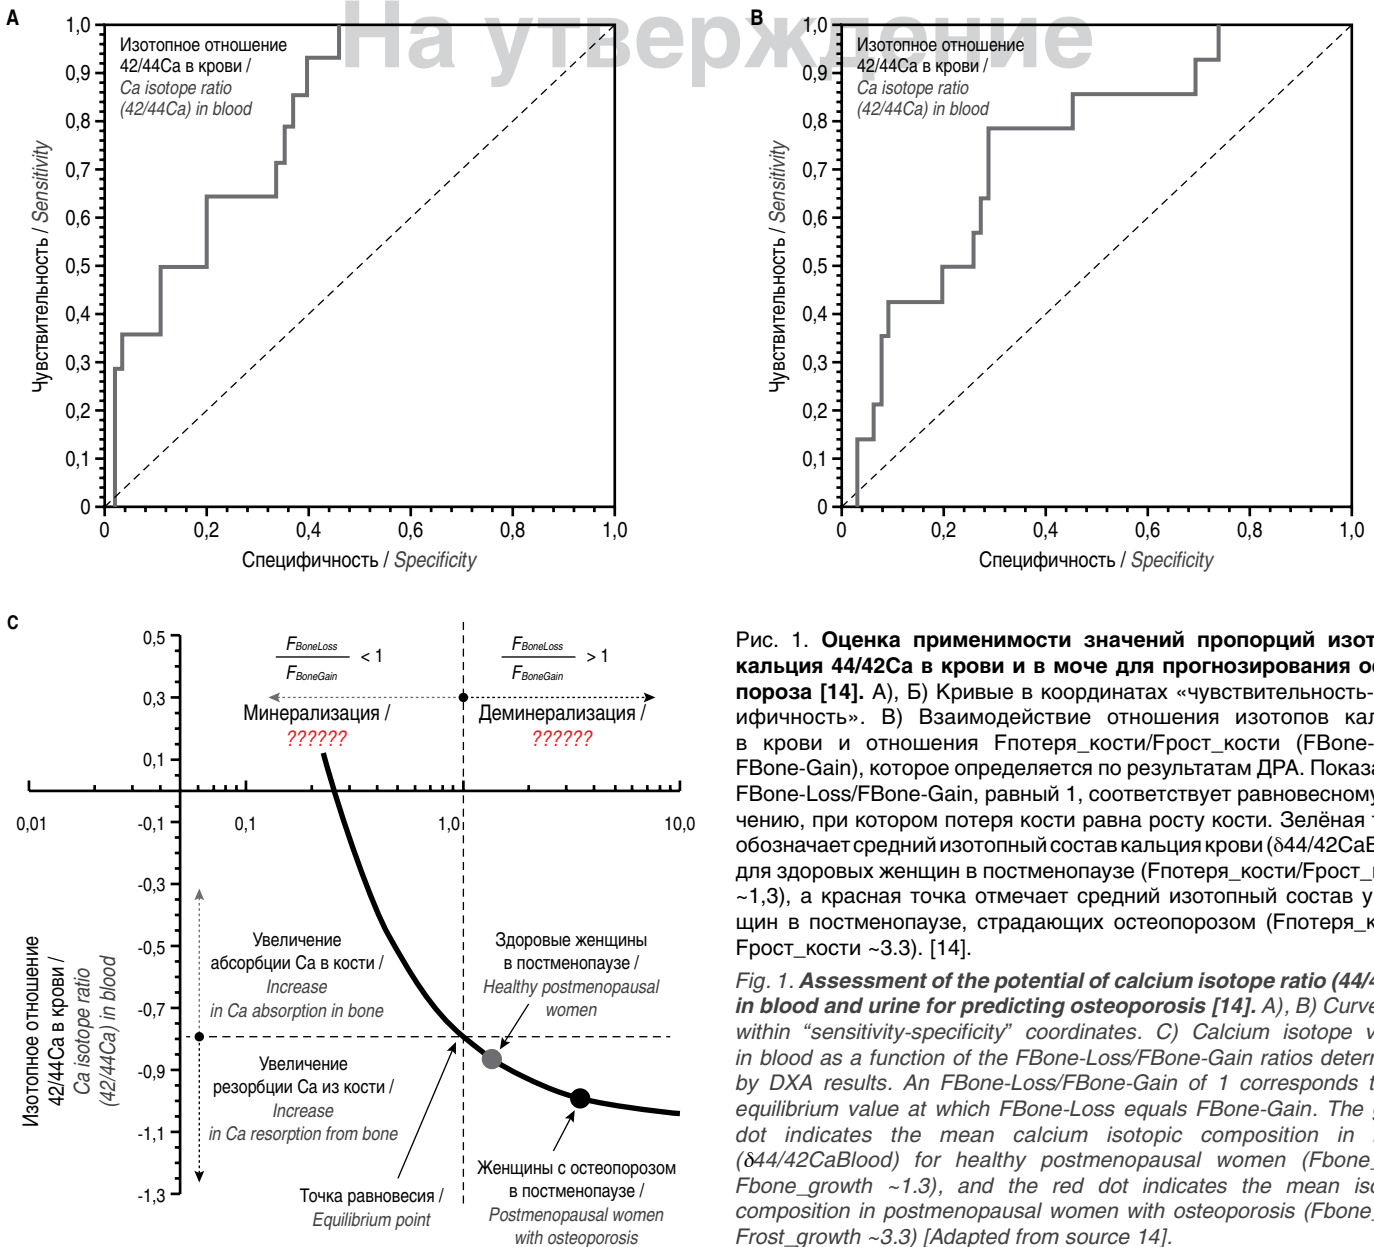 На утверждение
A
1,0
0,9
0,8
0,7
0,6
0,5
0,4
0,3
0,2
0,1
0
Чувствительность / Sensitivity
Изотопное отношение
42/44Ca в крови /
Ca isotope ratio
(42/44Ca) in blood
0 0,2 0,4 0,6 0,8 1,0
Специфичность / Specificity
B
1,0
0,9
0,8
0,7
0,6
0,5
0,4
0,3
0,2
0,1
0
Чувствительность / Sensitivity
Изотопное отношение
42/44Ca в крови /
Ca isotope ratio
(42/44Ca) in blood
0 0,2 0,4 0,6 0,8 1,0
Специфичность / Specificity
C
0,5
0,3
0,1
-0,1
-0,3
-0,5
-0,7
-0,9
-1,1
-1,3
0,01 0,1 1,0 10,0
Изотопное отношение
42/44Ca в крови /
Ca isotope ratio
(42/44Ca) in blood
FBoneLoss
FBoneGain
< 1
FBoneLoss
FBoneGain
> 1
Минерализация /
??????
Деминерализация /
??????
Увеличение
абсорбции Ca в кости /
Increase
in Ca absorption in bone
Здоровые женщины
в постменопаузе /
Healthy postmenopausal
women
Увеличение
резорбции Ca из кости /
Increase
in Ca resorption from bone
Точка равновесия /
Equilibrium point
Женщины с остеопорозом
в постменопаузе /
Postmenopausal women
with osteoporosis
Рис. 1. Оценка применимости значений пропорций изот
кальция 44/42Ca в крови и в моче для прогнозирования ос
пороза [14]. А), Б) Кривые в координатах «чувствительность-
ифичность». В) Взаимодействие отношения изотопов кал
в крови и отношения Fпотеря_кости/Fрост_кости (FBone-
FBone-Gain), которое определяется по результатам ДРА. Показа
FBone-Loss/FBone-Gain, равный 1, соответствует равновесному
чению, при котором потеря кости равна росту кости. Зелёная т
обозначает средний изотопный состав кальция крови (δ44/42CaB
для здоровых женщин в постменопаузе (Fпотеря_кости/Fрост_
~1,3), а красная точка отмечает средний изотопный состав у
щин в постменопаузе, страдающих остеопорозом (Fпотеря_к
Fрост_кости ~3.3). [14].
Fig. 1. Assessment of the potential of calcium isotope ratio (44/4
in blood and urine for predicting osteoporosis [14]. A), B) Curve
within “sensitivity-specificity” coordinates. C) Calcium isotope v
in blood as a function of the FBone-Loss/FBone-Gain ratios determ
by DXA results. An FBone-Loss/FBone-Gain of 1 corresponds t
equilibrium value at which FBone-Loss equals FBone-Gain. The g
dot indicates the mean calcium isotopic composition in
(δ44/42CaBlood) for healthy postmenopausal women (Fbone_
Fbone_growth ~1.3), and the red dot indicates the mean iso
composition in postmenopausal women with osteoporosis (Fbone_
Frost_growth ~3.3) [Adapted from source 14].